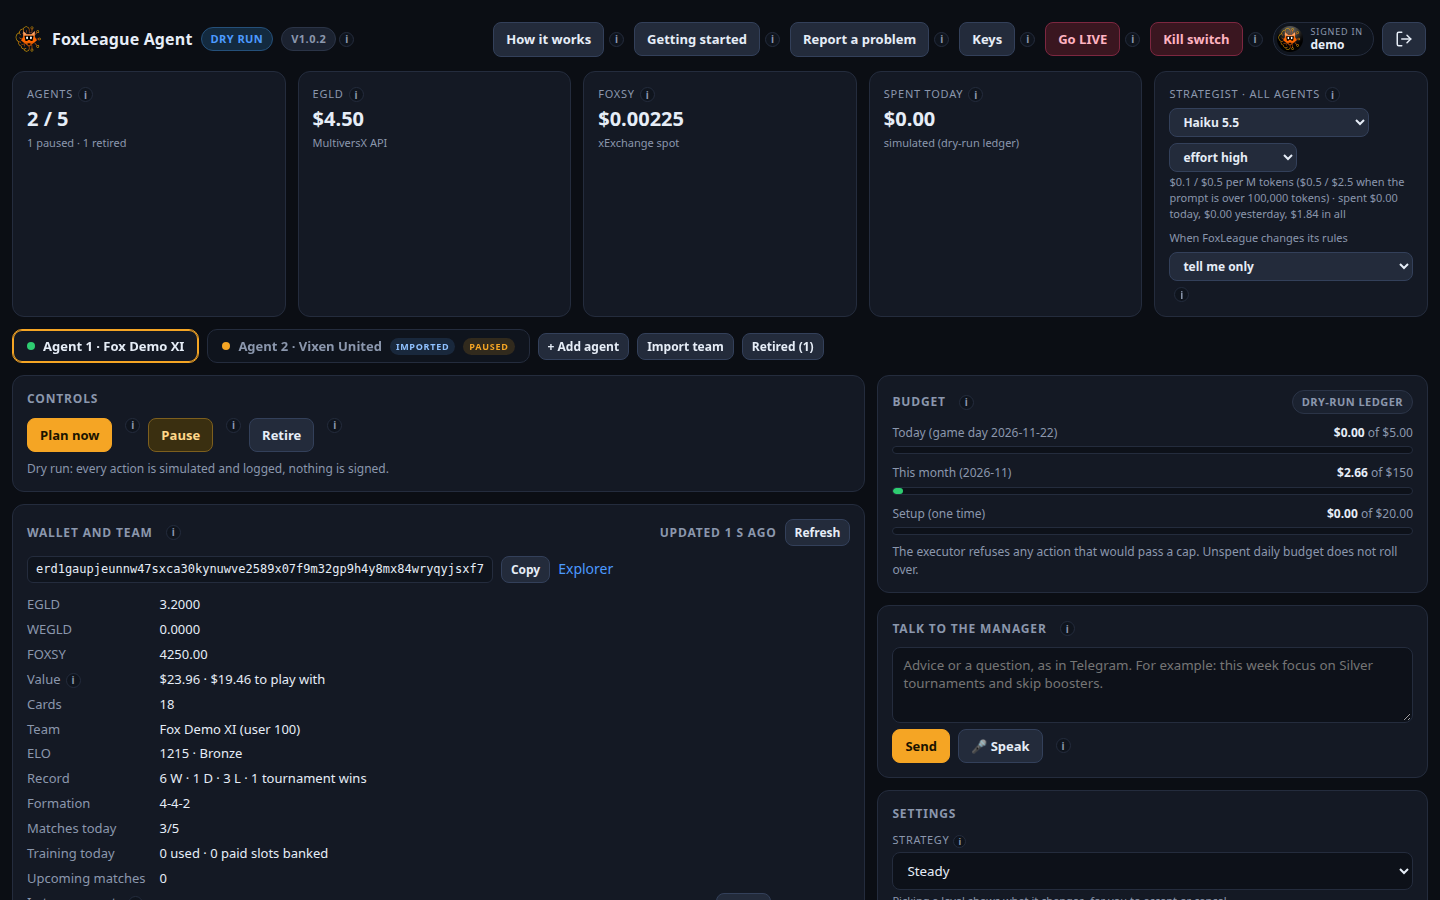 FoxLeague Agent DRY RUN V1.0.2 i
How it works i Getting started i Report a problem i Keys i Go LIVE i Kill switch i SIGNED IN demo
AGENTS i
2 / 5
1 paused · 1 retired
EGLD i
$4.50
MultiversX API
FOXSY i
$0.00225
xExchange spot
SPENT TODAY i
$0.00
simulated (dry-run ledger)
STRATEGIST · ALL AGENTS i
Haiku 5.5
effort high
$0.1 / $0.5 per M tokens ($0.5 / $2.5 when the
prompt is over 100,000 tokens) · spent $0.00
today, $0.00 yesterday, $1.84 in all
When FoxLeague changes its rules
tell me only
i
Agent 1 · Fox Demo XI Agent 2 · Vixen United IMPORTED PAUSED + Add agent Import team Retired (1)
CONTROLS
Plan now i Pause i Retire i
Dry run: every action is simulated and logged, nothing is signed.
WALLET AND TEAM i UPDATED 1 S AGO Refresh
erd1gaupjeunnw47sxca30kynuwve2589x07f9m32gp9h4y8mx84wryqyjsxf7 Copy Explorer
EGLD 3.2000
WEGLD 0.0000
FOXSY 4250.00
Value i $23.96 · $19.46 to play with
Cards 18
Team Fox Demo XI (user 100)
ELO 1215 · Bronze
Record 6 W · 1 D · 3 L · 1 tournament wins
Formation 4-4-2
Matches today 3/5
Training today 0 used · 0 paid slots banked
Upcoming matches 0
BUDGET i DRY-RUN LEDGER
Today (game day 2026-11-22) $0.00 of $5.00
This month (2026-11) $2.66 of $150
Setup (one time) $0.00 of $20.00
The executor refuses any action that would pass a cap. Unspent daily budget does not roll
over.
TALK TO THE MANAGER i
Advice or a question, as in Telegram. For example: this week focus on Silver
tournaments and skip boosters.
Send 🎤 Speak i
SETTINGS
STRATEGY i
Steady